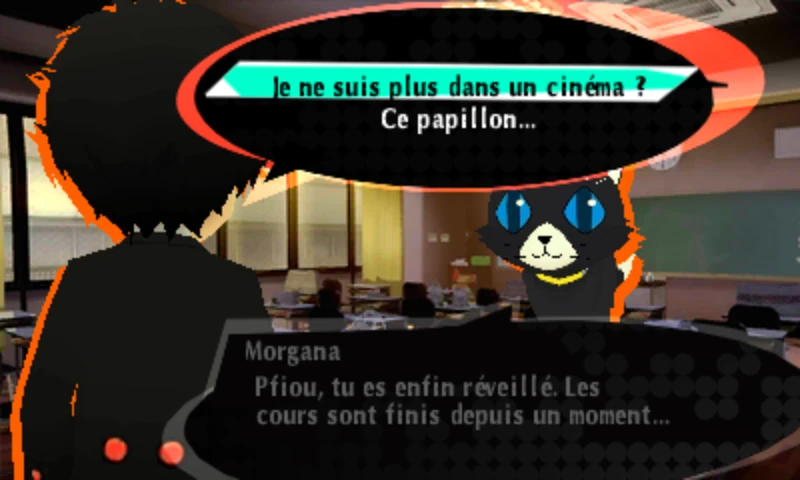 Je ne suis plus dans un cinéma ?
Ce papillon...
Morgana
Pfiou, tu es enfin réveillé. Les
cours sont finis depuis un moment...